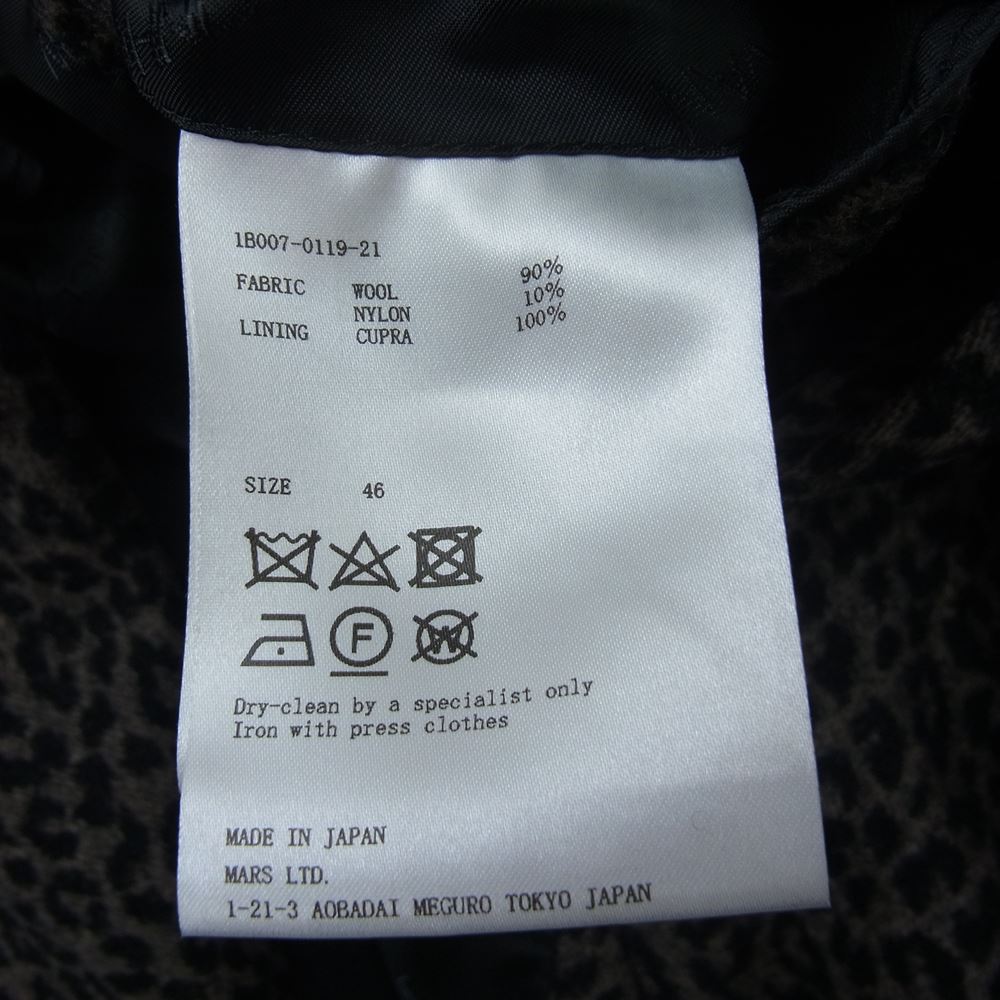 1B007-0119-21
FABRIC WOOL 90%
NYLON 10%
LINING CUPRA 100%
SIZE 46
F
W
Dry-clean by a specialist only
Iron with press clothes
MADE IN JAPAN
MARS LTD.
1-21-3 AOBADAI MEGURO TOKYO JAPAN